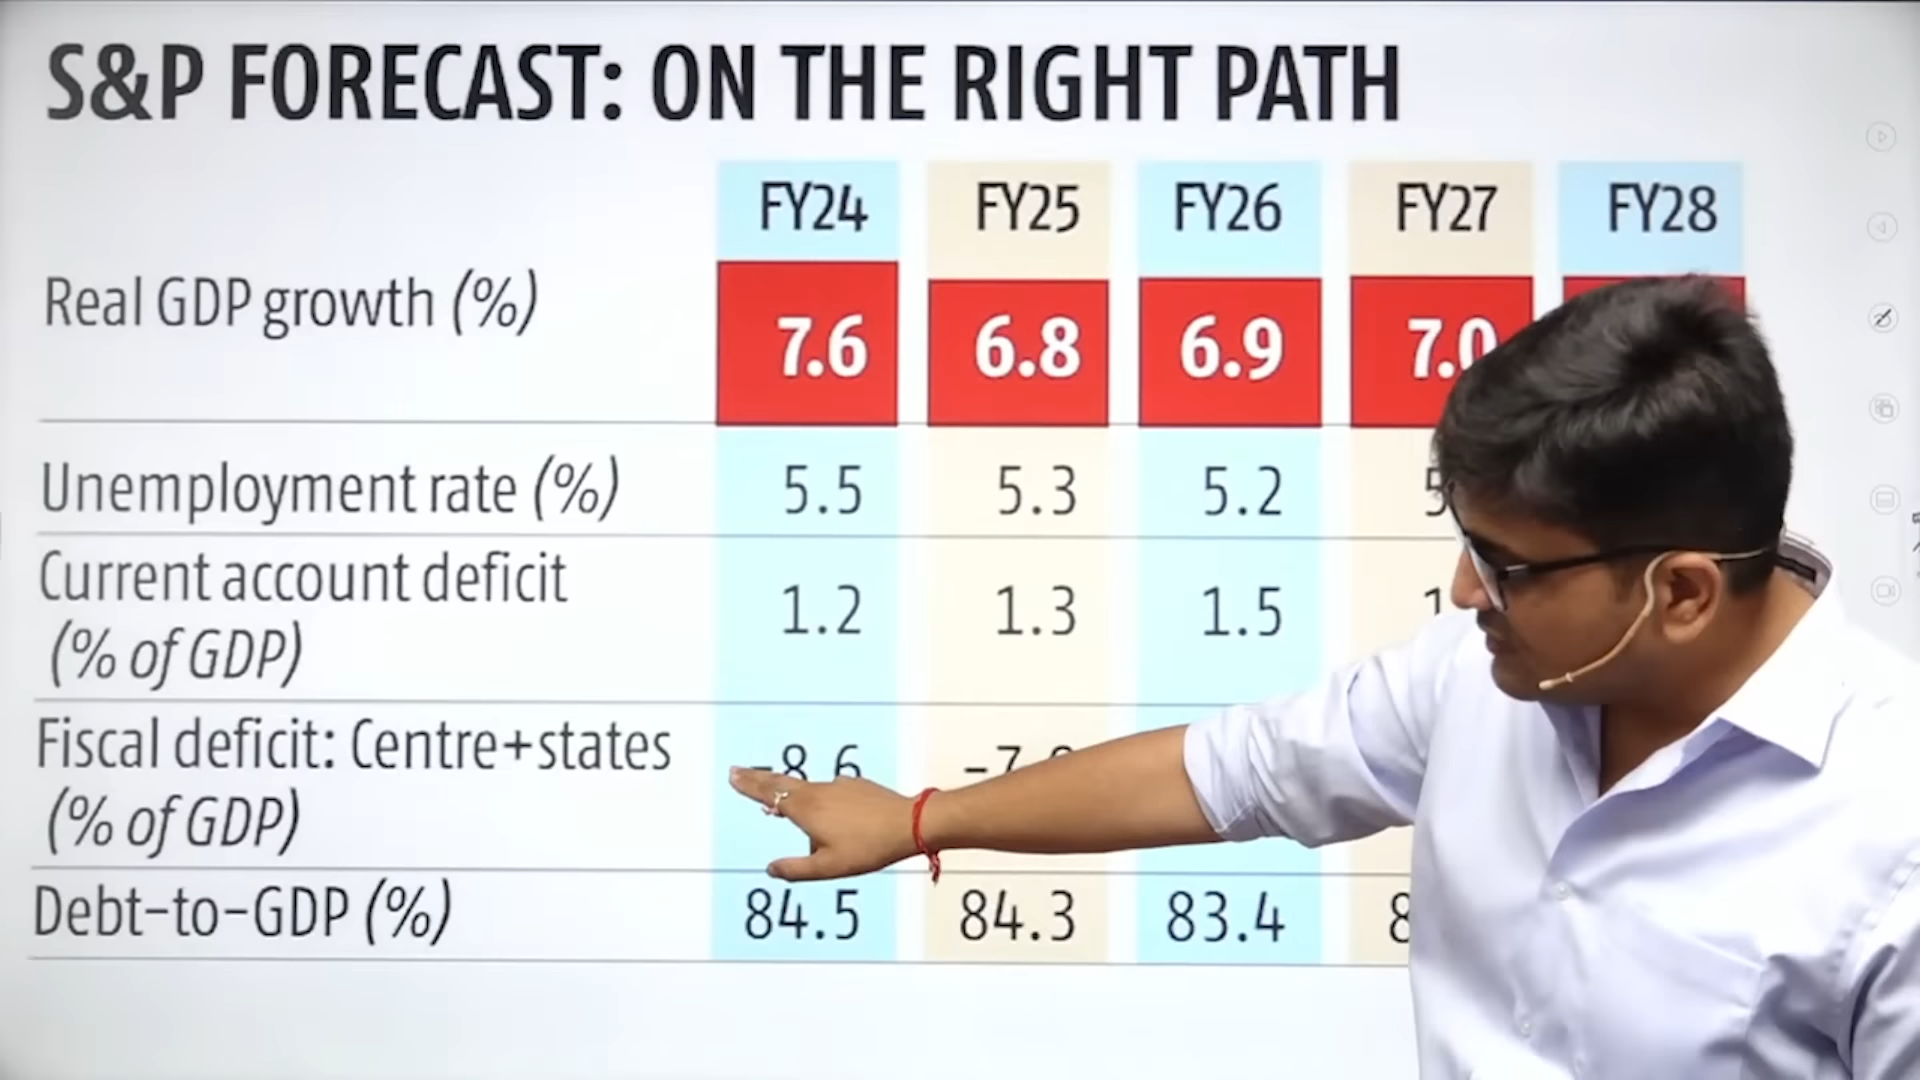 S&P FORECAST: ON THE RIGHT PATH
FY24 FY25 FY26 FY27 FY28
Real GDP growth (%) 7.6 6.8 6.9 7.0
Unemployment rate (%) 5.5 5.3 5.2
Current account deficit
(% of GDP) 1.2 1.3 1.5
Fiscal deficit: Centre+states
(% of GDP) -8.6
Debt-to-GDP (%) 84.5 84.3 83.4